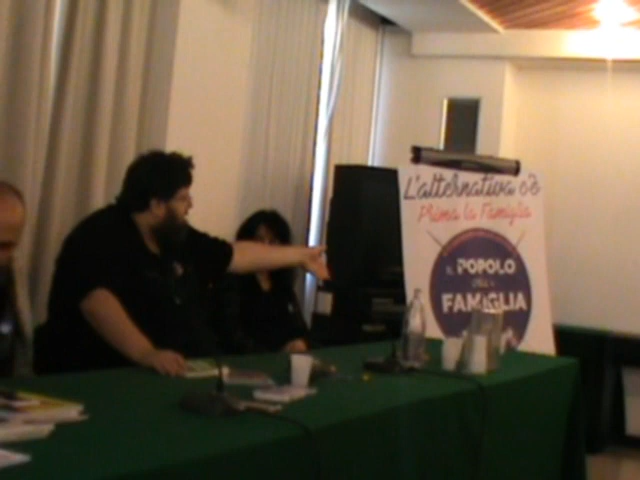 L'alternativa c'è
Prima la Famiglia
IL POPOLO
DELLA
FAMIGLIA